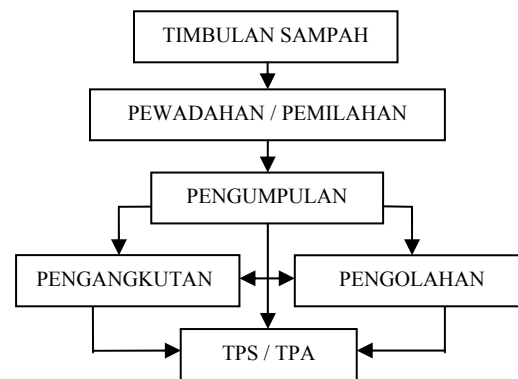 TIMBULAN SAMPAH
PEWADAHAN / PEMILAHAN
PENGUMPULAN
PENGANGKUTAN
PENGOLAHAN
TPS / TPA